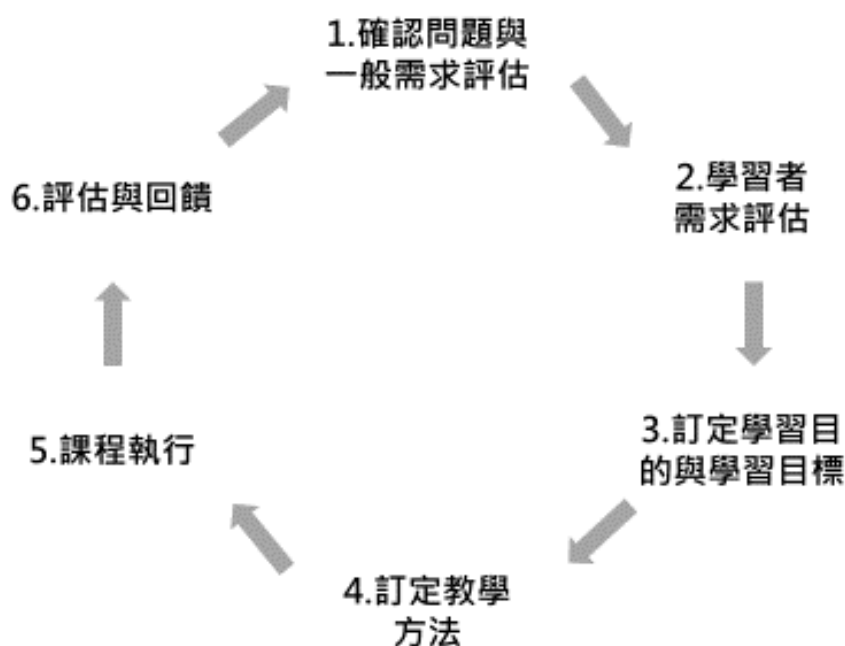 1.確認問題與
一般需求評估
2.學習者
需求評估
3.訂定學習目
的與學習目標
4.訂定教學
方法
5.課程執行
6.評估與回饋